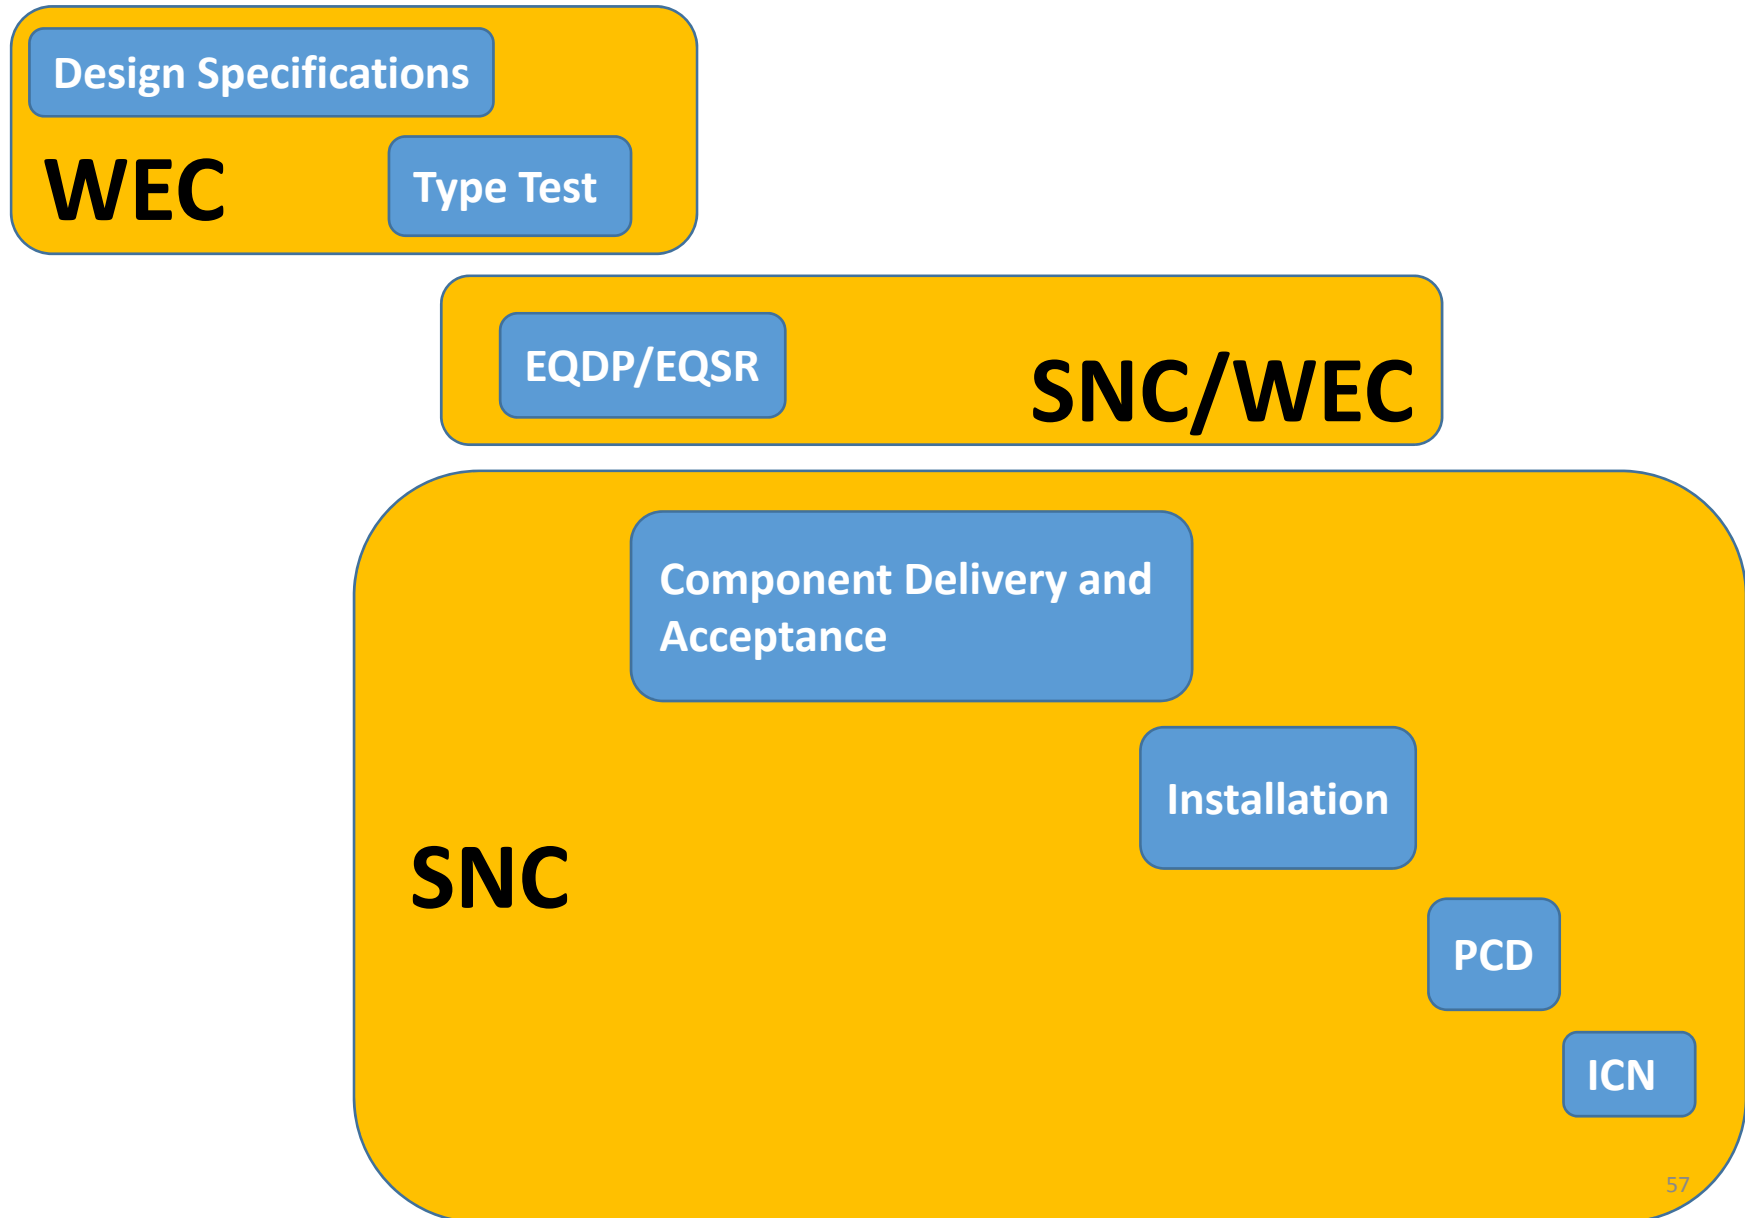 Design Specifications
WEC
Type Test
EQDP/EQSR
SNC/WEC
Component Delivery and
Acceptance
Installation
SNC
PCD
ICN
57